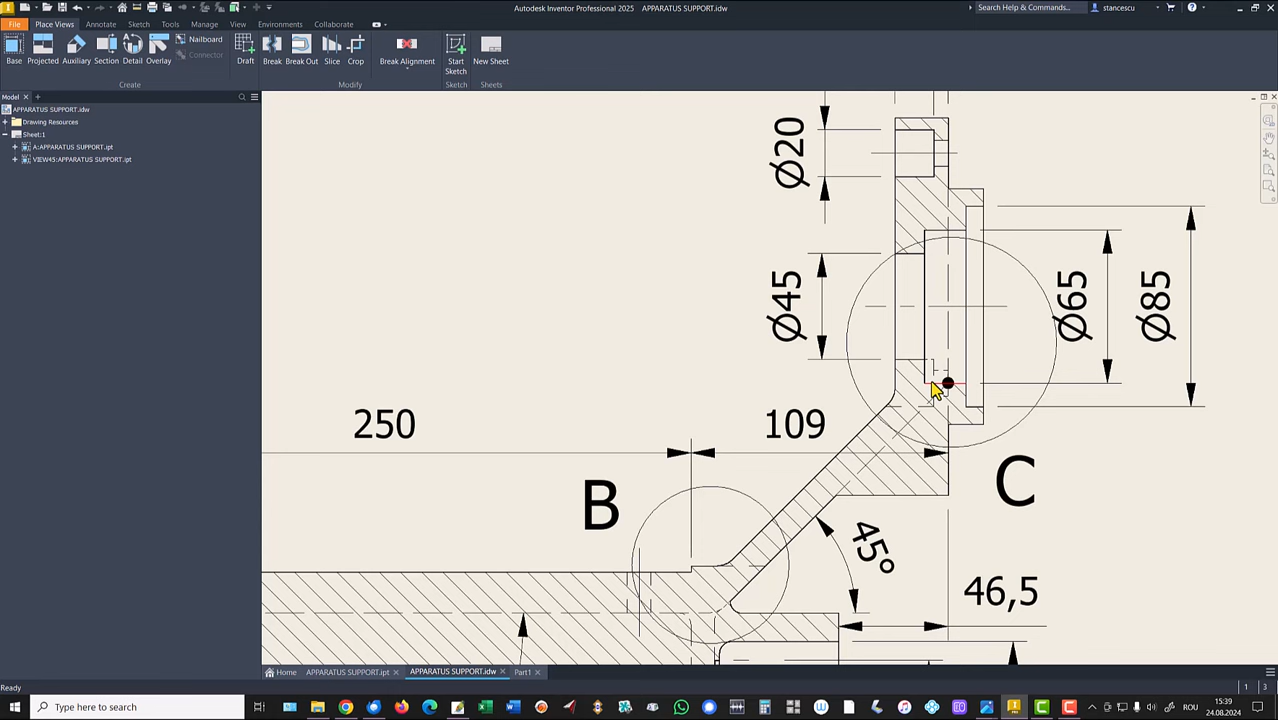 Autodesk Inventor Professional 2025 APPARATUS SUPPORT.idw
Search Help & Commands...
stancescu
File Place Views Annotate Sketch Tools Manage View Environments Collaborate
Base Projected Auxiliary Section Detail Overlay
Nailboard
Connector
Draft Break Break Out Slice Crop Break Alignment Start Sketch New Sheet
Create Modify Sketch Sheets
Model
APPARATUS SUPPORT.idw
Drawing Resources
Sheet:1
A:APPARATUS SUPPORT.ipt
VIEW45:APPARATUS SUPPORT.ipt
Ø20
Ø45
Ø65
Ø85
250
109
B
C
45°
46,5
Home APPARATUS SUPPORT.ipt APPARATUS SUPPORT.idw Part1
Ready
1 3
Type here to search
ROU
15:39
24.08.2024